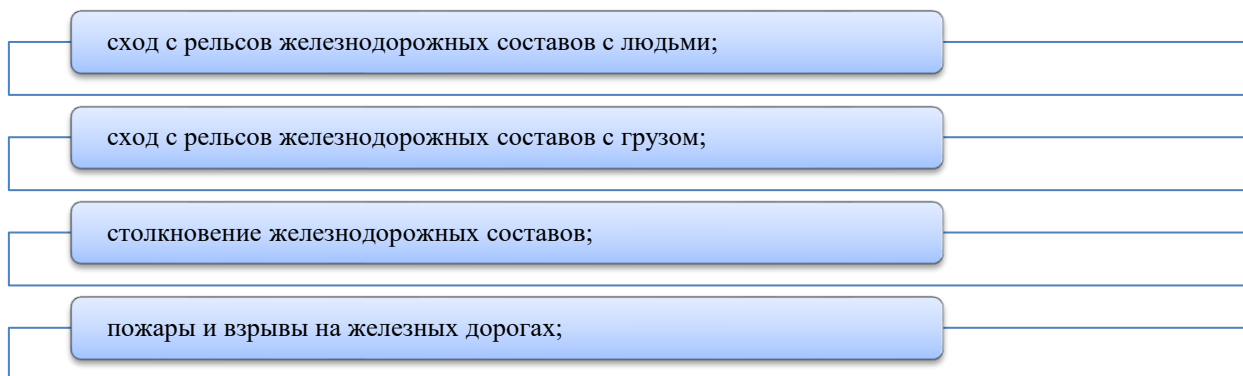 сход с рельсов железнодорожных составов с людьми;
сход с рельсов железнодорожных составов с грузом;
столкновение железнодорожных составов;
пожары и взрывы на железных дорогах;